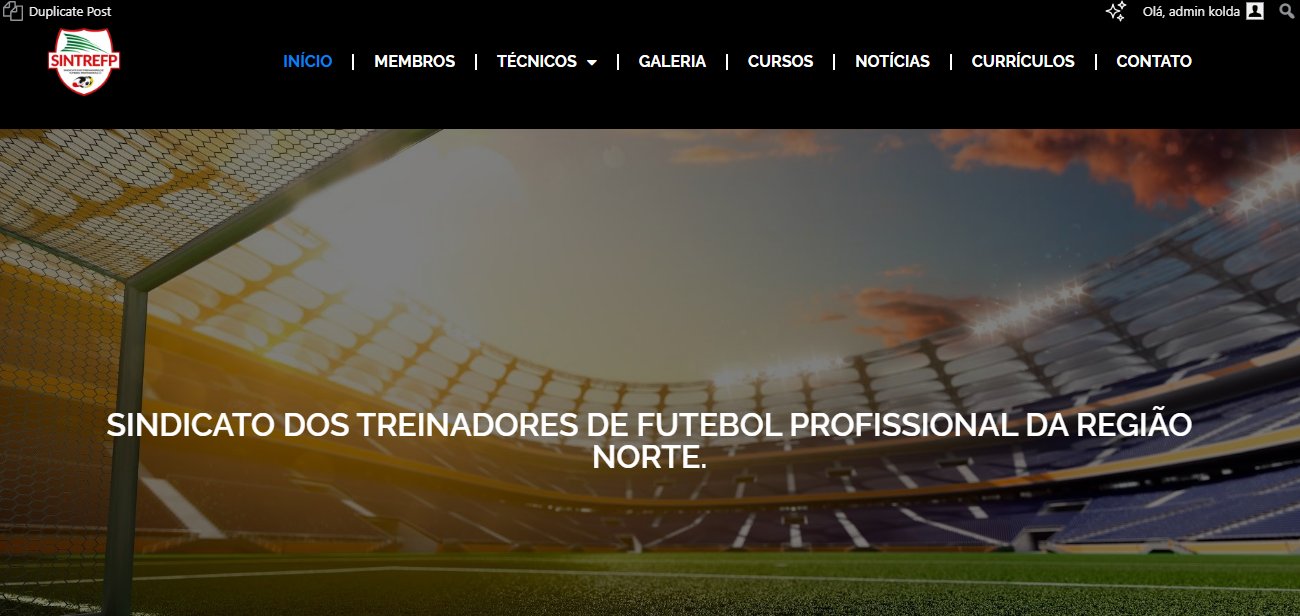 Duplicate Post
Olá, admin kolda
SINTREFP
INÍCIO
MEMBROS
TÉCNICOS
GALERIA
CURSOS
NOTÍCIAS
CURRÍCULOS
CONTATO
SINDICATO DOS TREINADORES DE FUTEBOL PROFISSIONAL DA REGIÃO
NORTE.